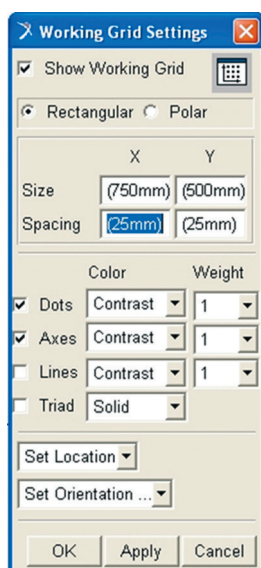 Working Grid Settings
Show Working Grid
Rectangular Polar
X Y
Size (750mm) (500mm)
Spacing (25mm) (25mm)
Color Weight
Dots Contrast 1
Axes Contrast 1
Lines Contrast 1
Triad Solid
Set Location
Set Orientation ...
OK Apply Cancel